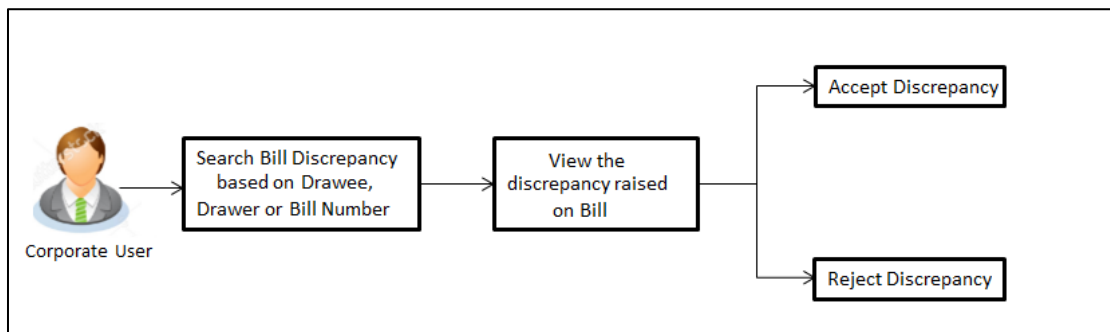 Accept Discrepancy
Search Bill Discrepancy
based on Drawee,
Drawer or Bill Number
View the
discrepancy raised
on Bill
Corporate User
Reject Discrepancy